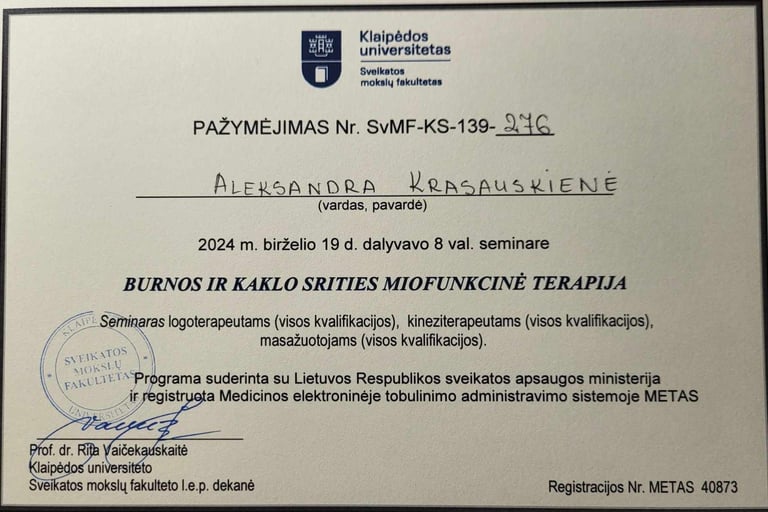 Klaipėdos
universitetas
Sveikatos
mokslų fakultetas
PAŽYMĖJIMAS Nr. SvMF-KS-139-276
ALEKSANDRA KRASAUSKIENĖ
(vardas, pavardė)
2024 m. birželio 19 d. dalyvavo 8 val. seminare
BURNOS IR KAKLO SRITIES MIOFUNKCINĖ TERAPIJA
Seminaras logoterapeutams (visos kvalifikacijos), kineziterapeutams (visos kvalifikacijos),
masažuotojams (visos kvalifikacijos).
SVEIKATOS
MOKSLŲ
FAKULTETAS
Programa suderinta su Lietuvos Respublikos sveikatos apsaugos ministerija
ir registruota Medicinos elektroninėje tobulinimo administravimo sistemoje METAS
Prof. dr. Rita Vaičekauskaitė
Klaipėdos universiteto
Sveikatos mokslų fakulteto l.e.p. dekanė
Registracijos Nr. METAS 40873